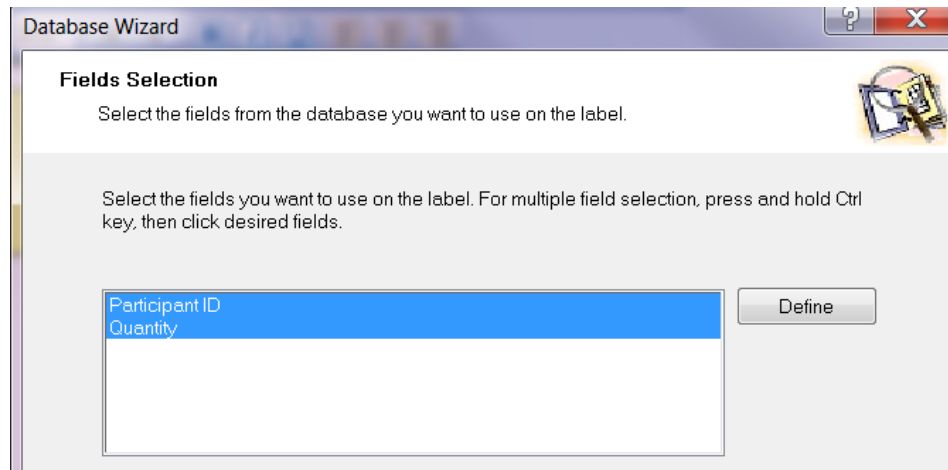 Database Wizard
Fields Selection
Select the fields from the database you want to use on the label.
Select the fields you want to use on the label. For multiple field selection, press and hold Ctrl
key, then click desired fields.
Participant ID
Define
Quantity